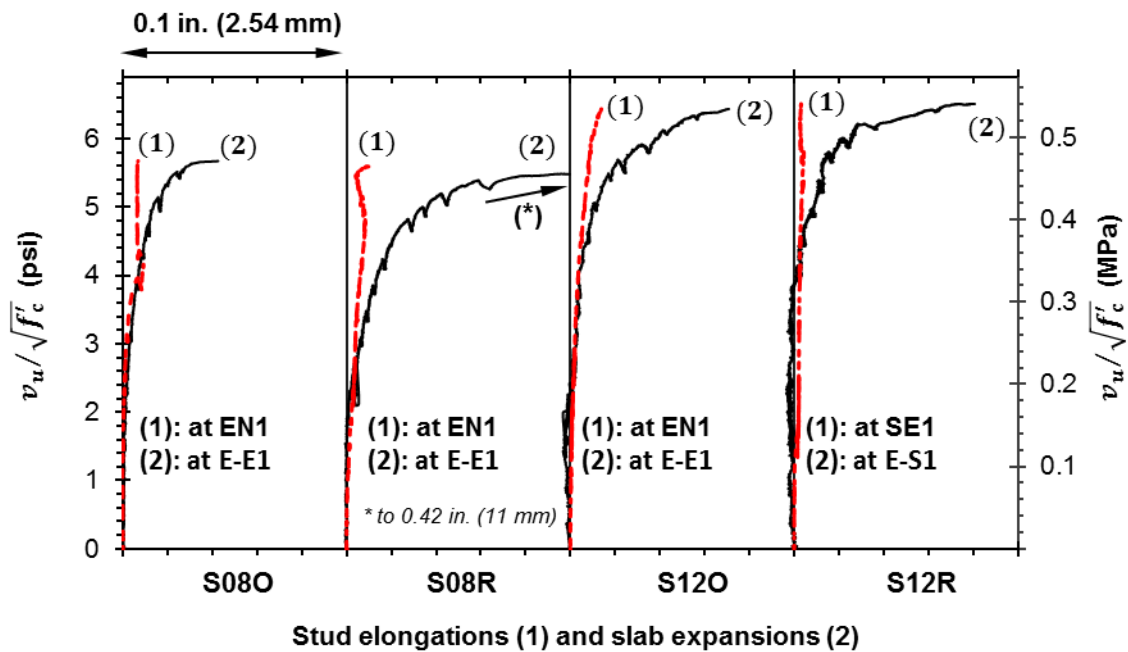 0.1 in. (2.54 mm)
(1) (2) (1) (2) (1) (2) (1) (2)
(*)
6
5
4
3
2
1
0
0.5
0.4
0.3
0.2
0.1
v_u/√f'_c (psi)
v_u/√f'_c (MPa)
(1): at EN1
(2): at E-E1
(1): at EN1
(2): at E-E1
* to 0.42 in. (11 mm)
(1): at EN1
(2): at E-E1
(1): at SE1
(2): at E-S1
S08O S08R S12O S12R
Stud elongations (1) and slab expansions (2)